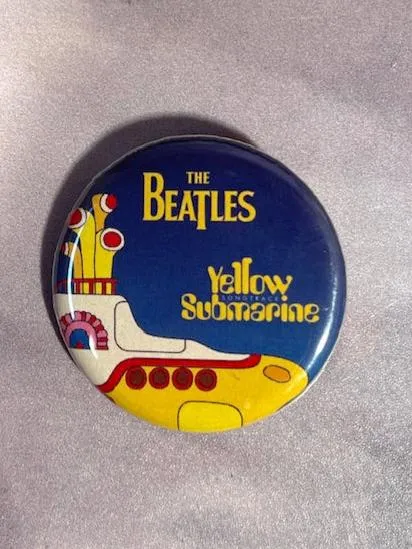 THE
BEATLES
Yellow
SONGTRACK
Submarine